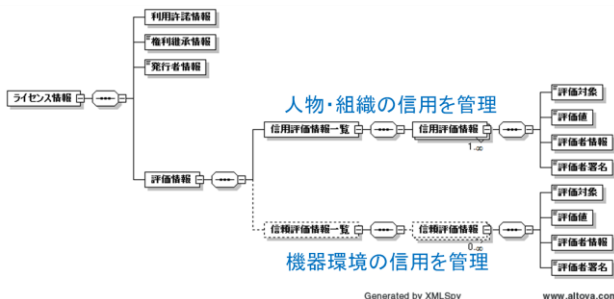 利用許諾情報
権利継承情報
発行者情報
ライセンス情報
人物・組織の信用を管理
評価対象
評価値
信用評価情報一覧
信用評価情報
1..∞
評価者情報
評価者署名
評価情報
評価対象
評価値
信頼評価情報一覧
信頼評価情報
0..∞
評価者情報
機器環境の信用を管理
評価者署名
Generated by XMLSpy
www.altova.com